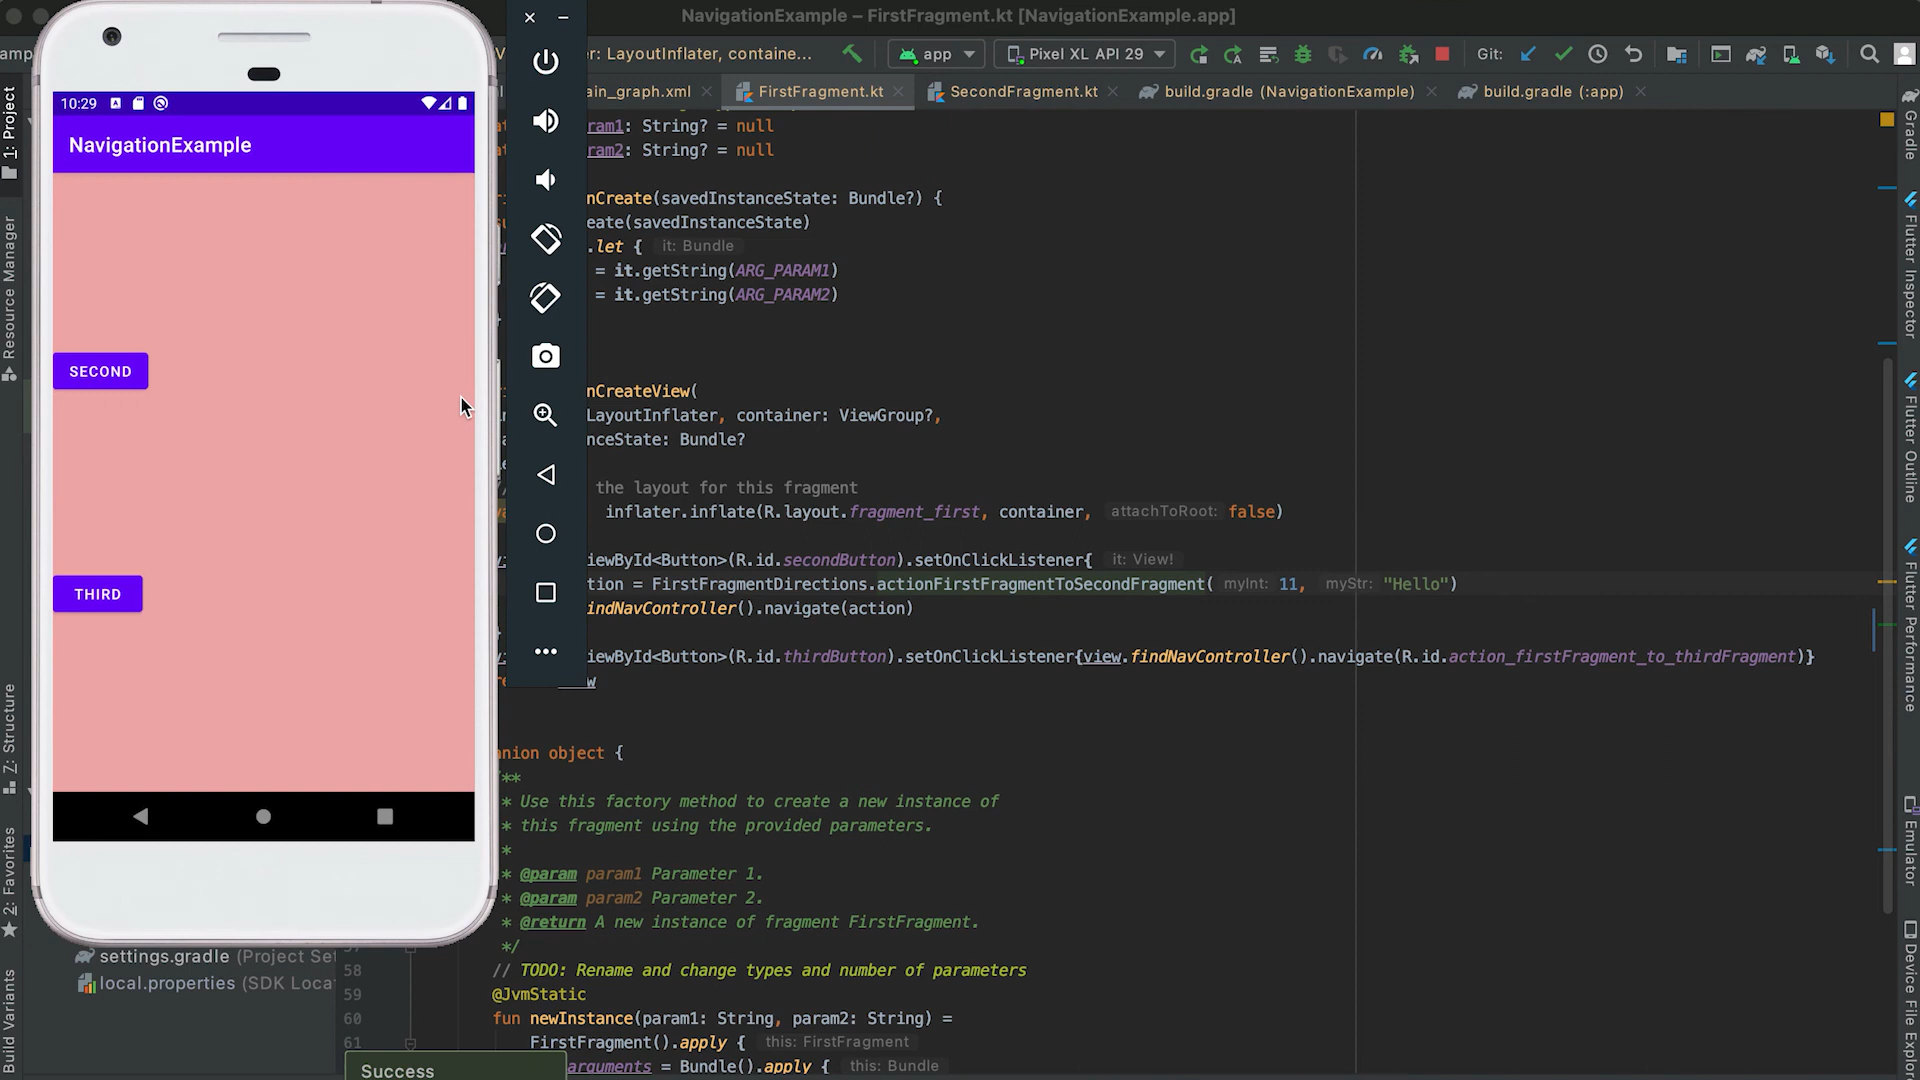 NavigationExample – FirstFragment.kt [NavigationExample.app]
r: LayoutInflater, containe...
app
Pixel XL API 29
Git:
ain_graph.xml
FirstFragment.kt
SecondFragment.kt
build.gradle (NavigationExample)
build.gradle (:app)
1: Project
Resource Manager
Z: Structure
2: Favorites
Build Variants
10:29
NavigationExample
SECOND
THIRD
settings.gradle (Project Set
local.properties (SDK Loca
ram1: String? = null
ram2: String? = null
nCreate(savedInstanceState: Bundle?) {
eate(savedInstanceState)
.let { it: Bundle
= it.getString(ARG_PARAM1)
= it.getString(ARG_PARAM2)
nCreateView(
LayoutInflater, container: ViewGroup?,
nceState: Bundle?
the layout for this fragment
inflater.inflate(R.layout.fragment_first, container, attachToRoot: false)
iewById<Button>(R.id.secondButton).setOnClickListener{ it: View!
tion = FirstFragmentDirections.actionFirstFragmentToSecondFragment( myInt: 11, myStr: "Hello")
indNavController().navigate(action)
iewById<Button>(R.id.thirdButton).setOnClickListener{view.findNavController().navigate(R.id.action_firstFragment_to_thirdFragment)}
w
nion object {
/**
* Use this factory method to create a new instance of
* this fragment using the provided parameters.
*
* @param param1 Parameter 1.
* @param param2 Parameter 2.
* @return A new instance of fragment FirstFragment.
*/
58 // TODO: Rename and change types and number of parameters
59 @JvmStatic
60 fun newInstance(param1: String, param2: String) =
61 FirstFragment().apply { this: FirstFragment
arguments = Bundle().apply { this: Bundle
Success
Gradle
Flutter Inspector
Flutter Outline
Flutter Performance
Emulator
Device File Explor